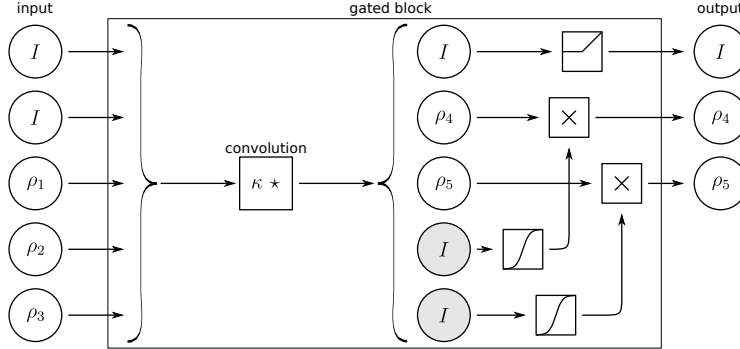 input gated block output
I I I
I ρ₄ × ρ₄
convolution
ρ₁ κ ⋆ ρ₅ × ρ₅
ρ₂ I
ρ₃ I